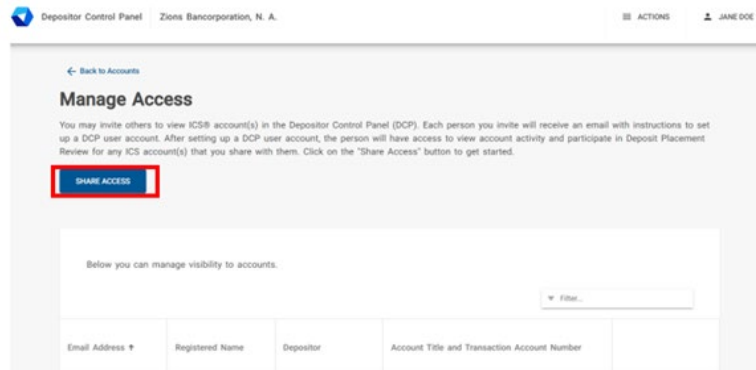 Depositor Control Panel Zions Bancorporation, N. A. ACTIONS JANE DOE
← Back to Accounts
Manage Access
You may invite others to view ICS® account(s) in the Depositor Control Panel (DCP). Each person you invite will receive an email with instructions to set
up a DCP user account. After setting up a DCP user account, the person will have access to view account activity and participate in Deposit Placement
Review for any ICS account(s) that you share with them. Click on the "Share Access" button to get started.
SHARE ACCESS
Below you can manage visibility to accounts.
Filter...
Email Address ↑ Registered Name Depositor Account Title and Transaction Account Number